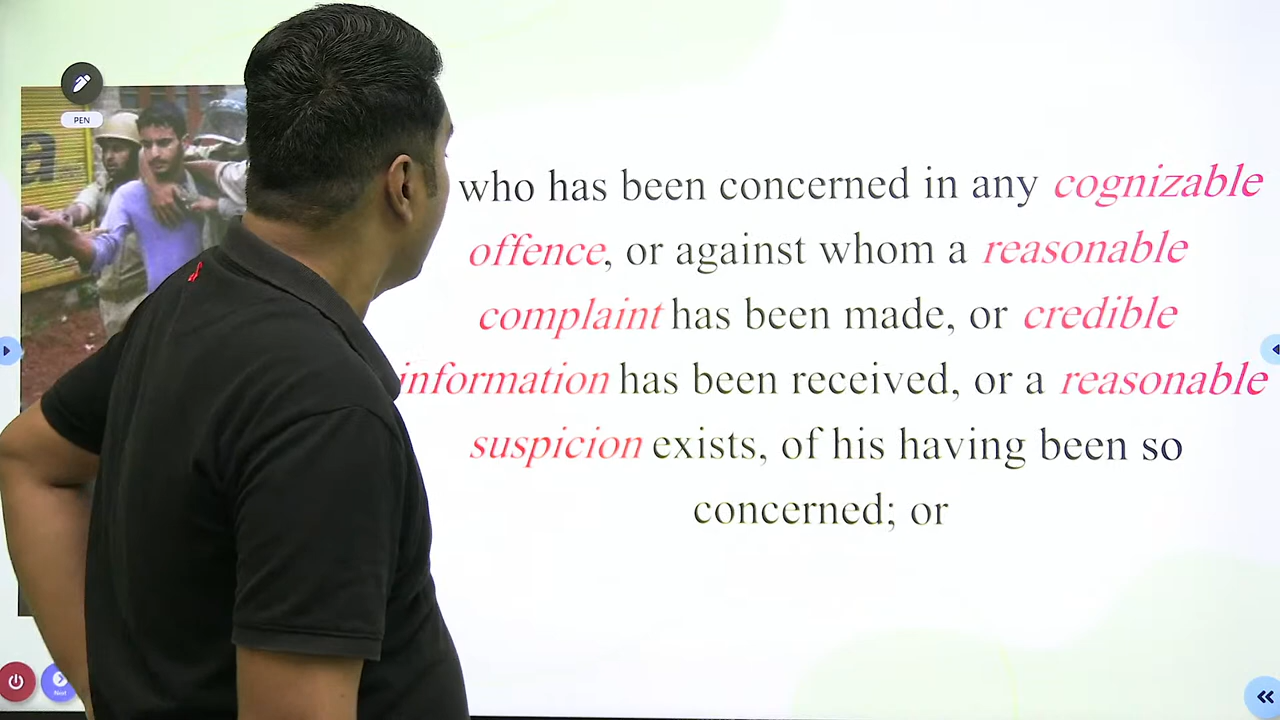 PEN
a
who has been concerned in any cognizable
offence, or against whom a reasonable
complaint has been made, or credible
information has been received, or a reasonable
suspicion exists, of his having been so
concerned; or